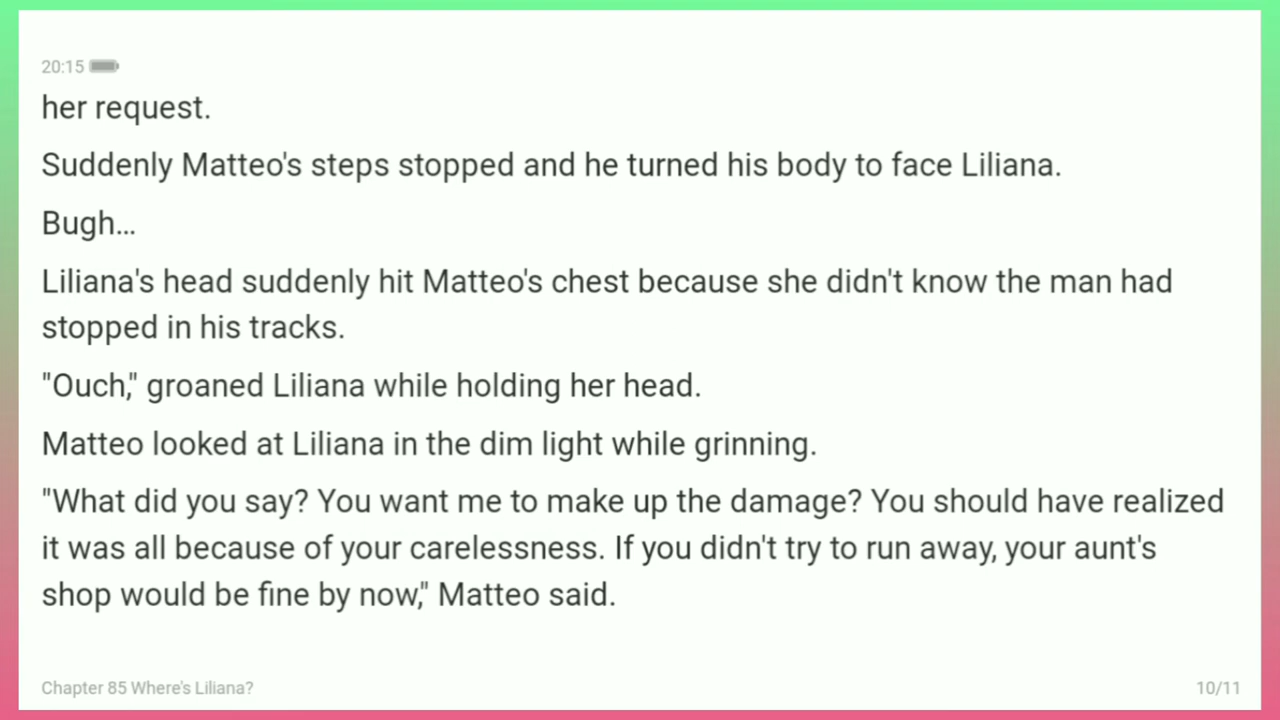 20:15
her request.
Suddenly Matteo's steps stopped and he turned his body to face Liliana.
Bugh...
Liliana's head suddenly hit Matteo's chest because she didn't know the man had
stopped in his tracks.
"Ouch," groaned Liliana while holding her head.
Matteo looked at Liliana in the dim light while grinning.
"What did you say? You want me to make up the damage? You should have realized
it was all because of your carelessness. If you didn't try to run away, your aunt's
shop would be fine by now," Matteo said.
Chapter 85 Where's Liliana?
10/11